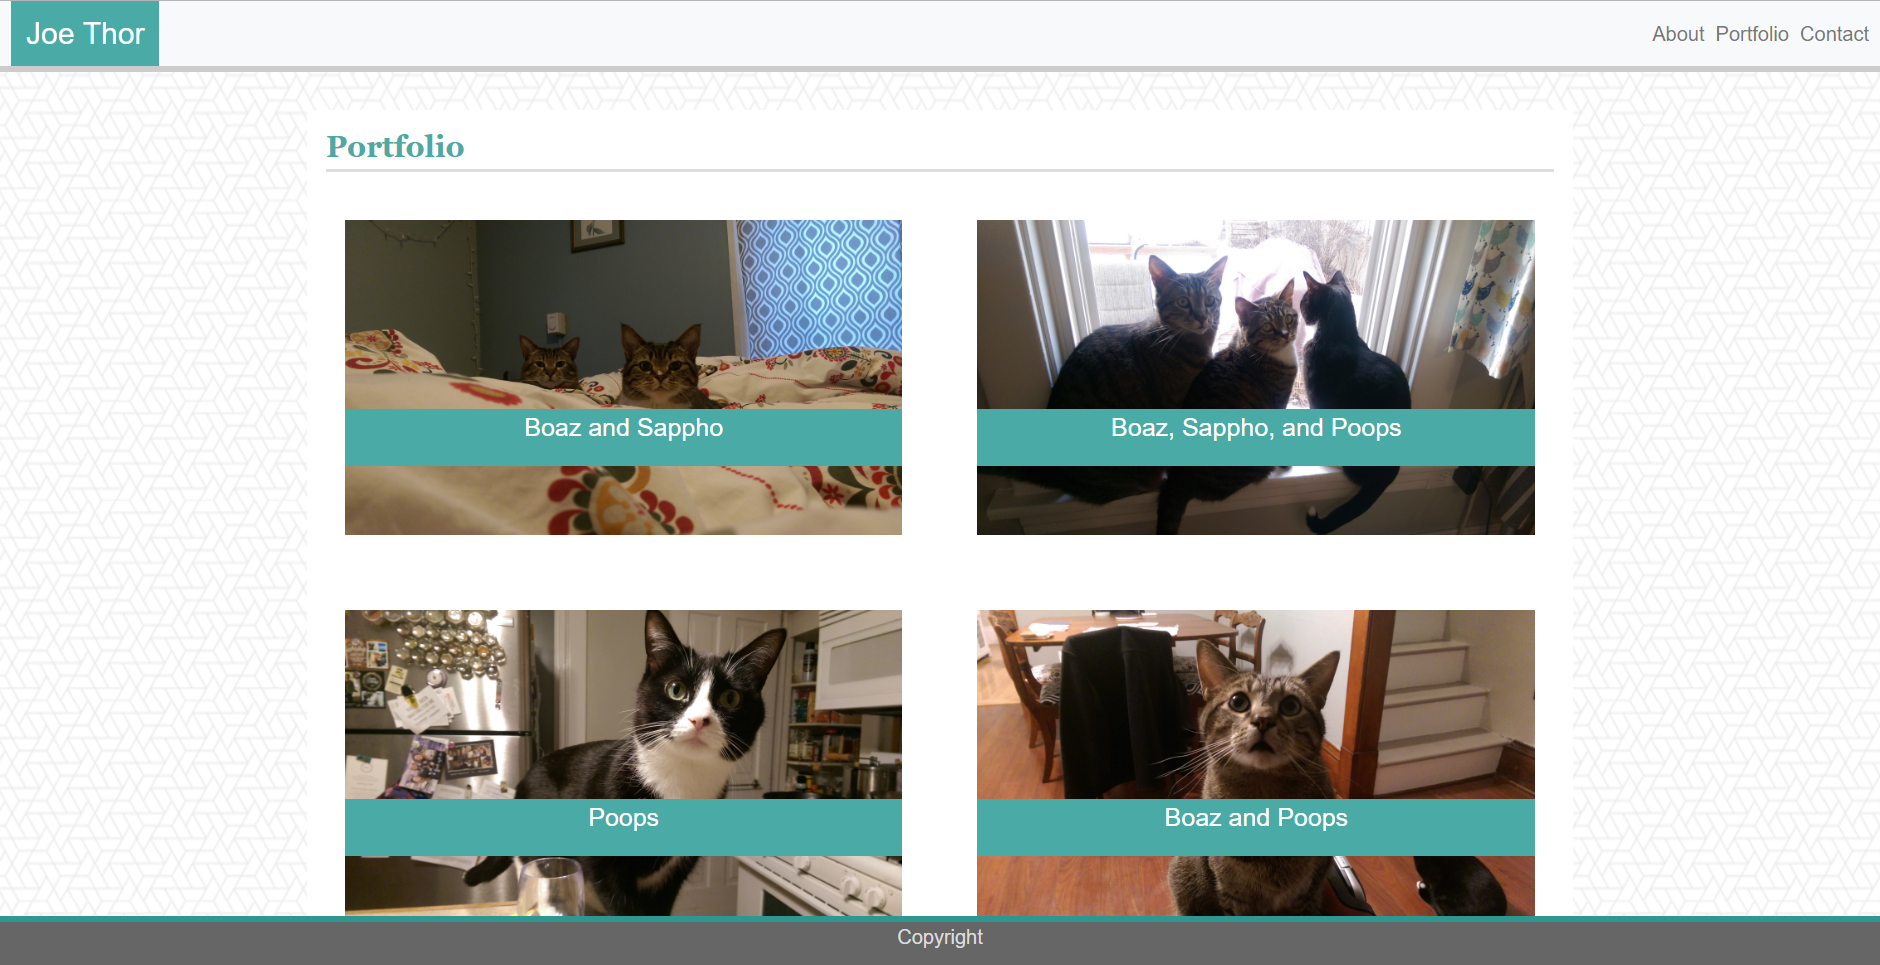 Joe Thor
About Portfolio Contact
Portfolio
Boaz and Sappho
Boaz, Sappho, and Poops
Poops
Boaz and Poops
Copyright